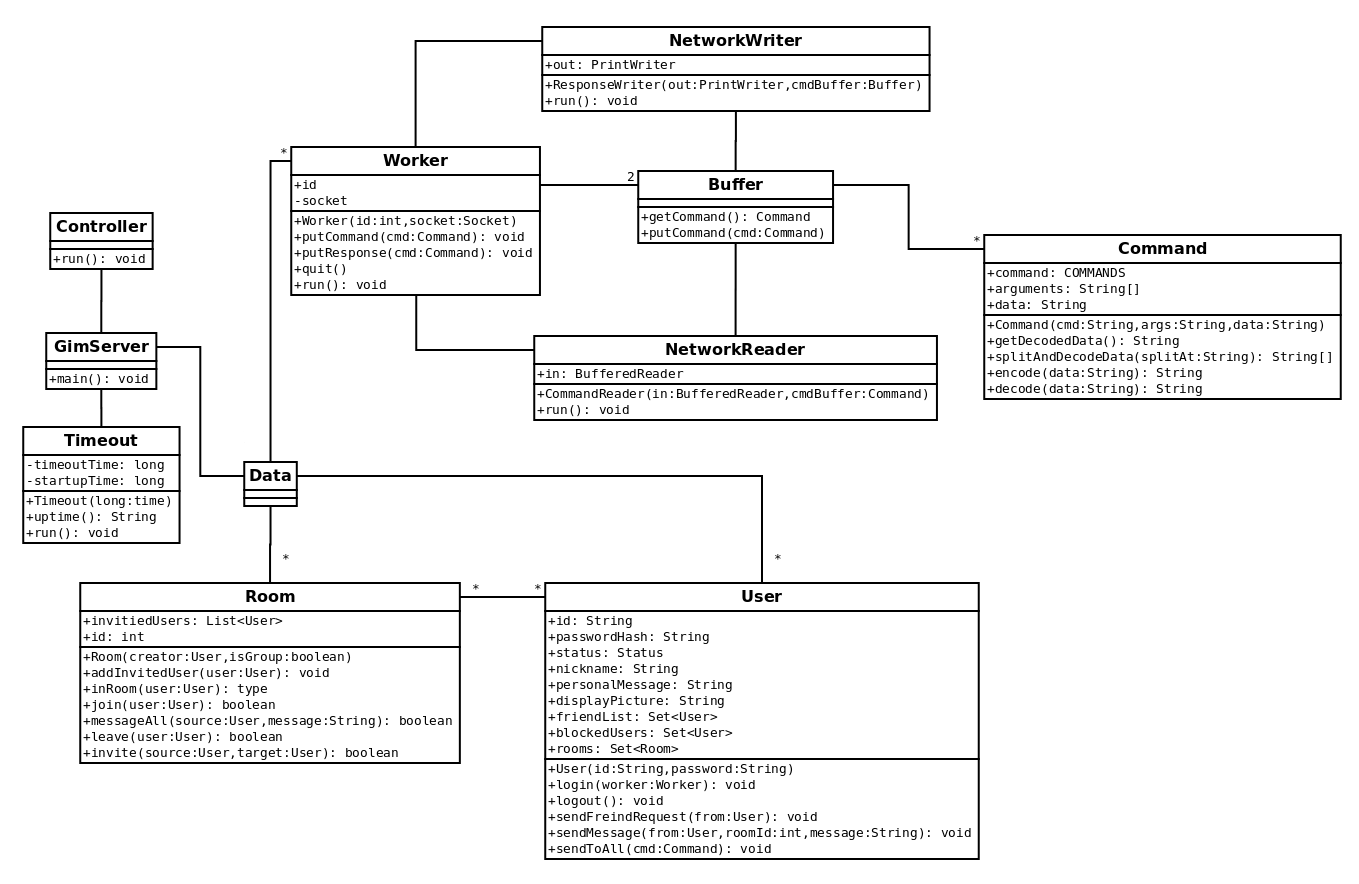 NetworkWriter
+out: PrintWriter
+ResponseWriter(out:PrintWriter,cmdBuffer:Buffer)
+run(): void
*
Worker
+id
-socket
+Worker(id:int,socket:Socket)
+putCommand(cmd:Command): void
+putResponse(cmd:Command): void
+quit()
+run(): void
2
Buffer
+getCommand(): Command
+putCommand(cmd:Command)
Controller
+run(): void
*
Command
+command: COMMANDS
+arguments: String[]
+data: String
+Command(cmd:String,args:String,data:String)
+getDecodedData(): String
+splitAndDecodeData(splitAt:String): String[]
+encode(data:String): String
+decode(data:String): String
GimServer
+main(): void
NetworkReader
+in: BufferedReader
+CommandReader(in:BufferedReader,cmdBuffer:Command)
+run(): void
Timeout
-timeoutTime: long
-startupTime: long
+Timeout(long:time)
+uptime(): String
+run(): void
Data
*
*
Room
+invitiedUsers: List<User>
+id: int
+Room(creator:User,isGroup:boolean)
+addInvitedUser(user:User): void
+inRoom(user:User): type
+join(user:User): boolean
+messageAll(source:User,message:String): boolean
+leave(user:User): boolean
+invite(source:User,target:User): boolean
*
*
User
+id: String
+passwordHash: String
+status: Status
+nickname: String
+personalMessage: String
+displayPicture: String
+friendList: Set<User>
+blockedUsers: Set<User>
+rooms: Set<Room>
+User(id:String,password:String)
+login(worker:Worker): void
+logout(): void
+sendFreindRequest(from:User): void
+sendMessage(from:User,roomId:int,message:String): void
+sendToAll(cmd:Command): void